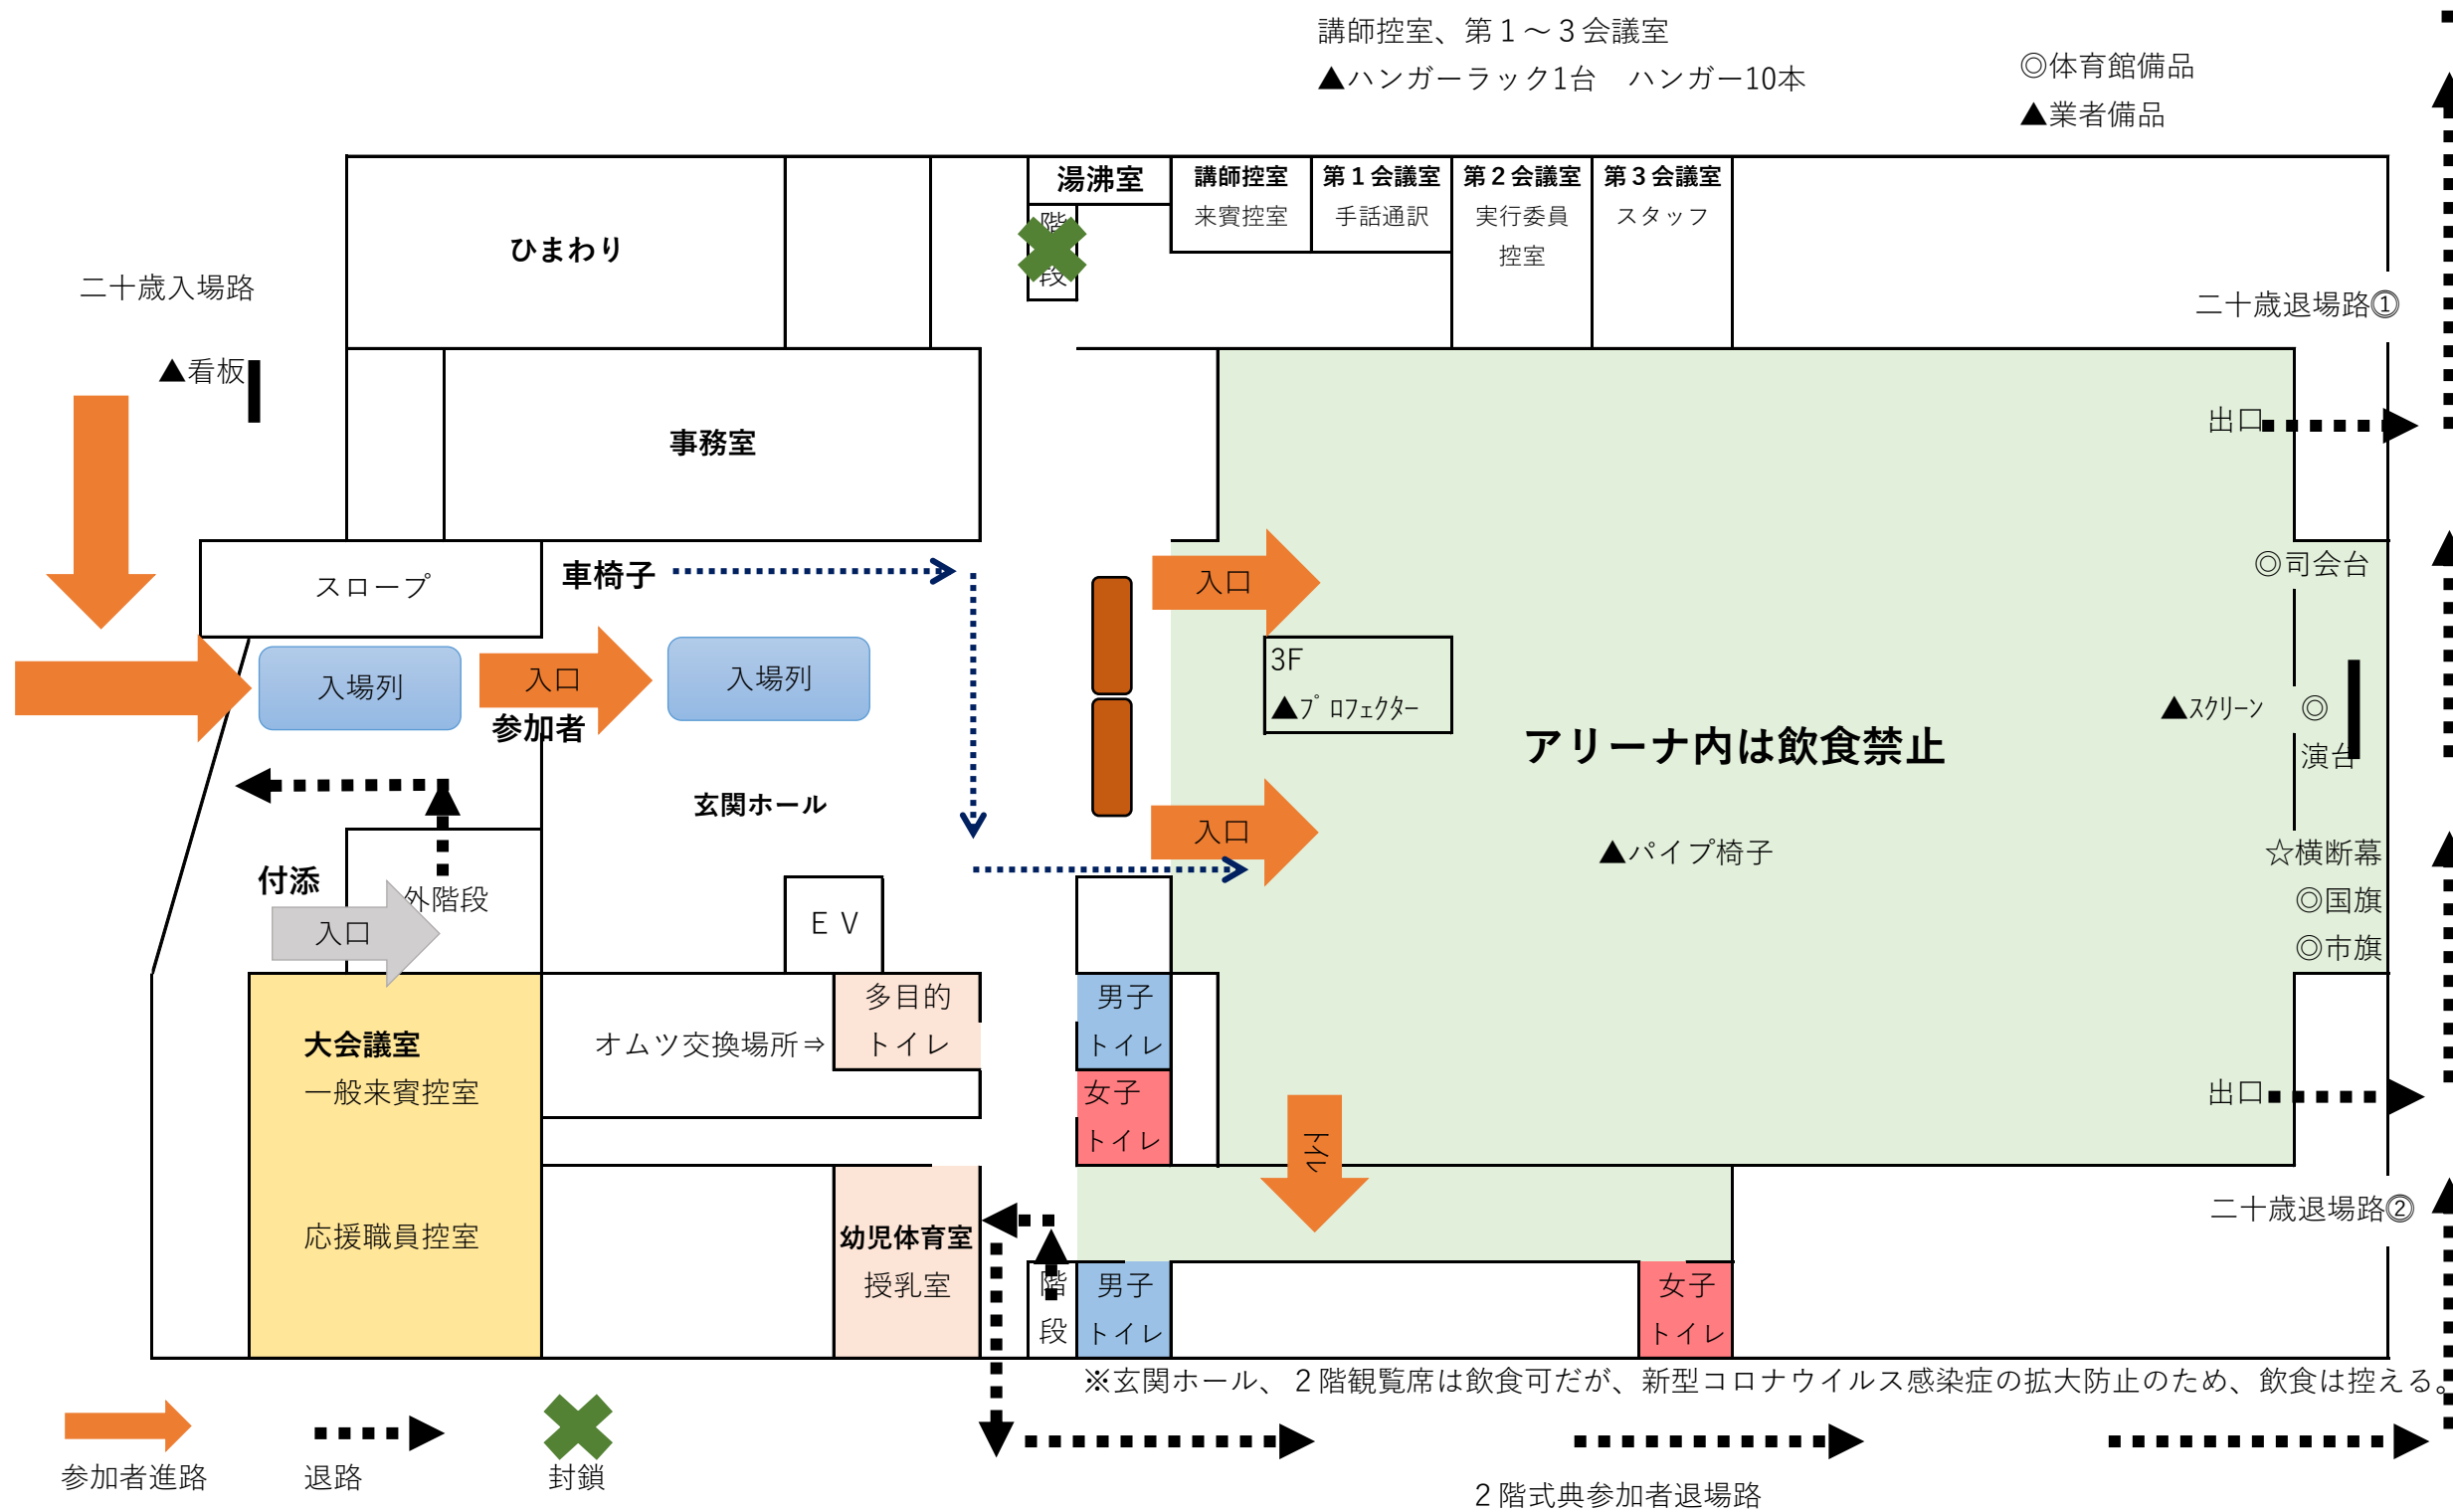 講師控室、第１～３会議室
▲ハンガーラック1台　ハンガー10本
◎体育館備品
▲業者備品
湯沸室
階
段
講師控室
来賓控室
第１会議室
手話通訳
第２会議室
実行委員
控室
第３会議室
スタッフ
ひまわり
二十歳入場路
▲看板
二十歳退場路①
事務室
出口
スロープ
車椅子
入口
◎司会台
入場列
入口
参加者
入場列
3F
▲プロフェクター
アリーナ内は飲食禁止
▲スクリーン
◎
演台
玄関ホール
入口
▲パイプ椅子
☆横断幕
◎国旗
◎市旗
付添
外階段
入口
ＥＶ
大会議室
一般来賓控室
オムツ交換場所⇒
多目的
トイレ
男子
トイレ
女子
トイレ
出口
トイレ
二十歳退場路②
応援職員控室
幼児体育室
授乳室
階
段
男子
トイレ
女子
トイレ
※玄関ホール、２階観覧席は飲食可だが、新型コロナウイルス感染症の拡大防止のため、飲食は控える。
参加者進路
退路
封鎖
２階式典参加者退場路